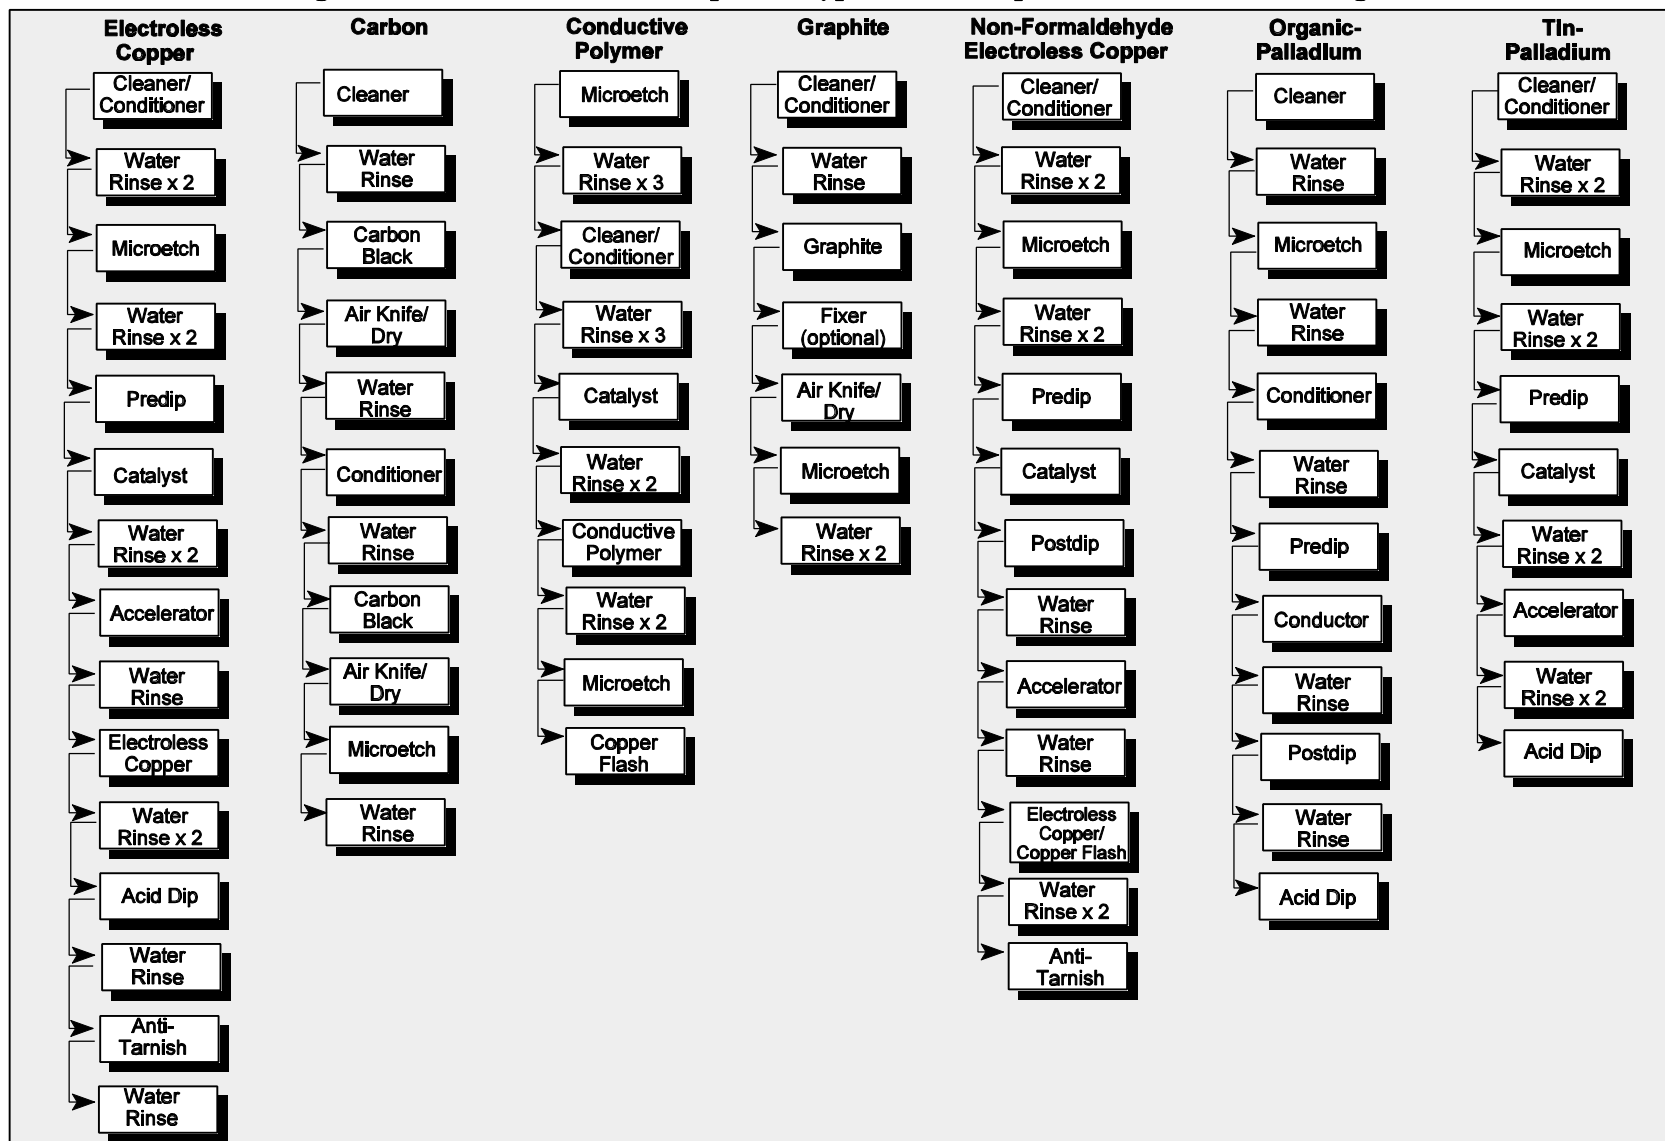 Electroless
Copper
Cleaner/
Conditioner
Water
Rinse x 2
Microetch
Water
Rinse x 2
Predip
Catalyst
Water
Rinse x 2
Accelerator
Water
Rinse
Electroless
Copper
Water
Rinse x 2
Acid Dip
Water
Rinse
Anti-
Tarnish
Water
Rinse
Carbon
Cleaner
Water
Rinse
Carbon
Black
Air Knife/
Dry
Water
Rinse
Conditioner
Water
Rinse
Carbon
Black
Air Knife/
Dry
Microetch
Water
Rinse
Conductive
Polymer
Microetch
Water
Rinse x 3
Cleaner/
Conditioner
Water
Rinse x 3
Catalyst
Water
Rinse x 2
Conductive
Polymer
Water
Rinse x 2
Microetch
Copper
Flash
Graphite
Cleaner/
Conditioner
Water
Rinse
Graphite
Fixer
(optional)
Air Knife/
Dry
Microetch
Water
Rinse x 2
Non-Formaldehyde
Electroless Copper
Cleaner/
Conditioner
Water
Rinse x 2
Microetch
Water
Rinse x 2
Predip
Catalyst
Postdip
Water
Rinse
Accelerator
Water
Rinse
Electroless
Copper/
Copper Flash
Water
Rinse x 2
Anti-
Tarnish
Organic-
Palladium
Cleaner
Water
Rinse
Microetch
Water
Rinse
Conditioner
Water
Rinse
Predip
Conductor
Water
Rinse
Postdip
Water
Rinse
Acid Dip
Tin-
Palladium
Cleaner/
Conditioner
Water
Rinse x 2
Microetch
Water
Rinse x 2
Predip
Catalyst
Water
Rinse x 2
Accelerator
Water
Rinse x 2
Acid Dip